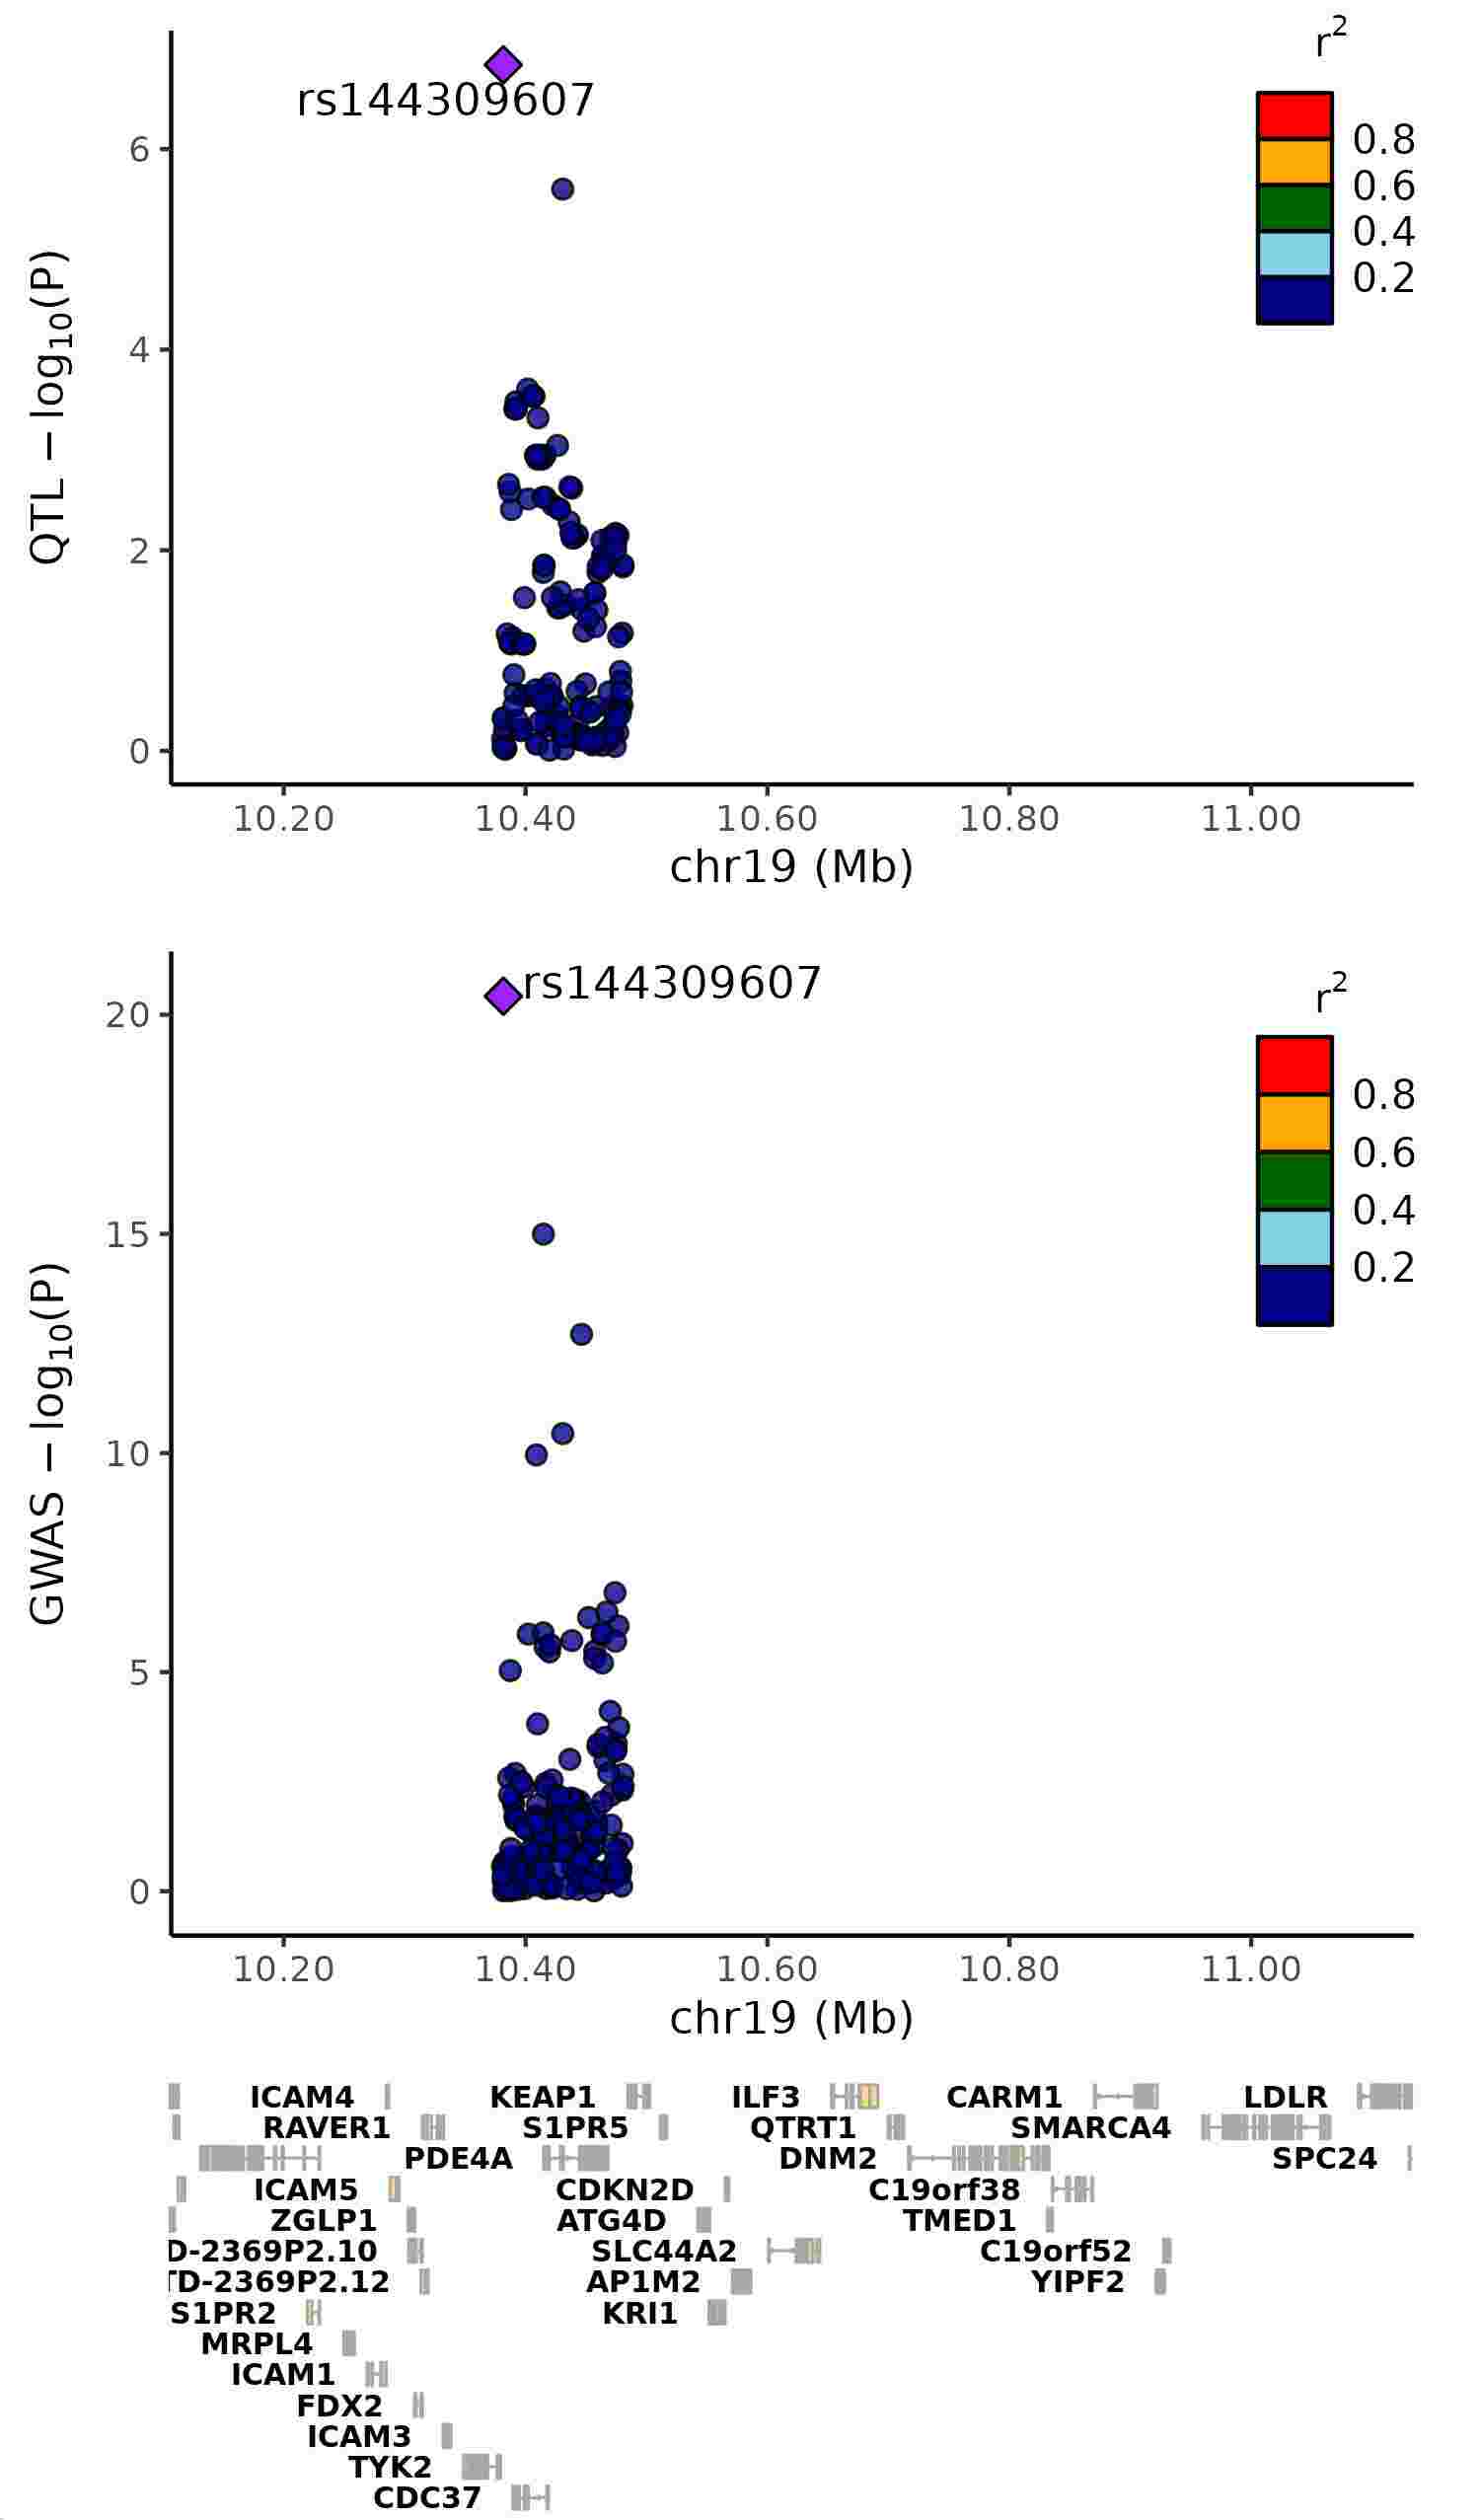 r2
rs144309607
0.8
0.6
0.4
0.2
QTL −log10(P)
6
4
2
0
10.20 10.40 10.60 10.80 11.00
chr19 (Mb)
rs144309607
r2
0.8
0.6
0.4
0.2
GWAS −log10(P)
20
15
10
5
0
10.20 10.40 10.60 10.80 11.00
chr19 (Mb)
ICAM4 KEAP1 ILF3 CARM1 LDLR
RAVER1 S1PR5 QTRT1 SMARCA4
PDE4A DNM2 SPC24
ICAM5 CDKN2D C19orf38
ZGLP1 ATG4D TMED1
D-2369P2.10 SLC44A2 C19orf52
TD-2369P2.12 AP1M2 YIPF2
S1PR2 KRI1
MRPL4
ICAM1
FDX2
ICAM3
TYK2
CDC37